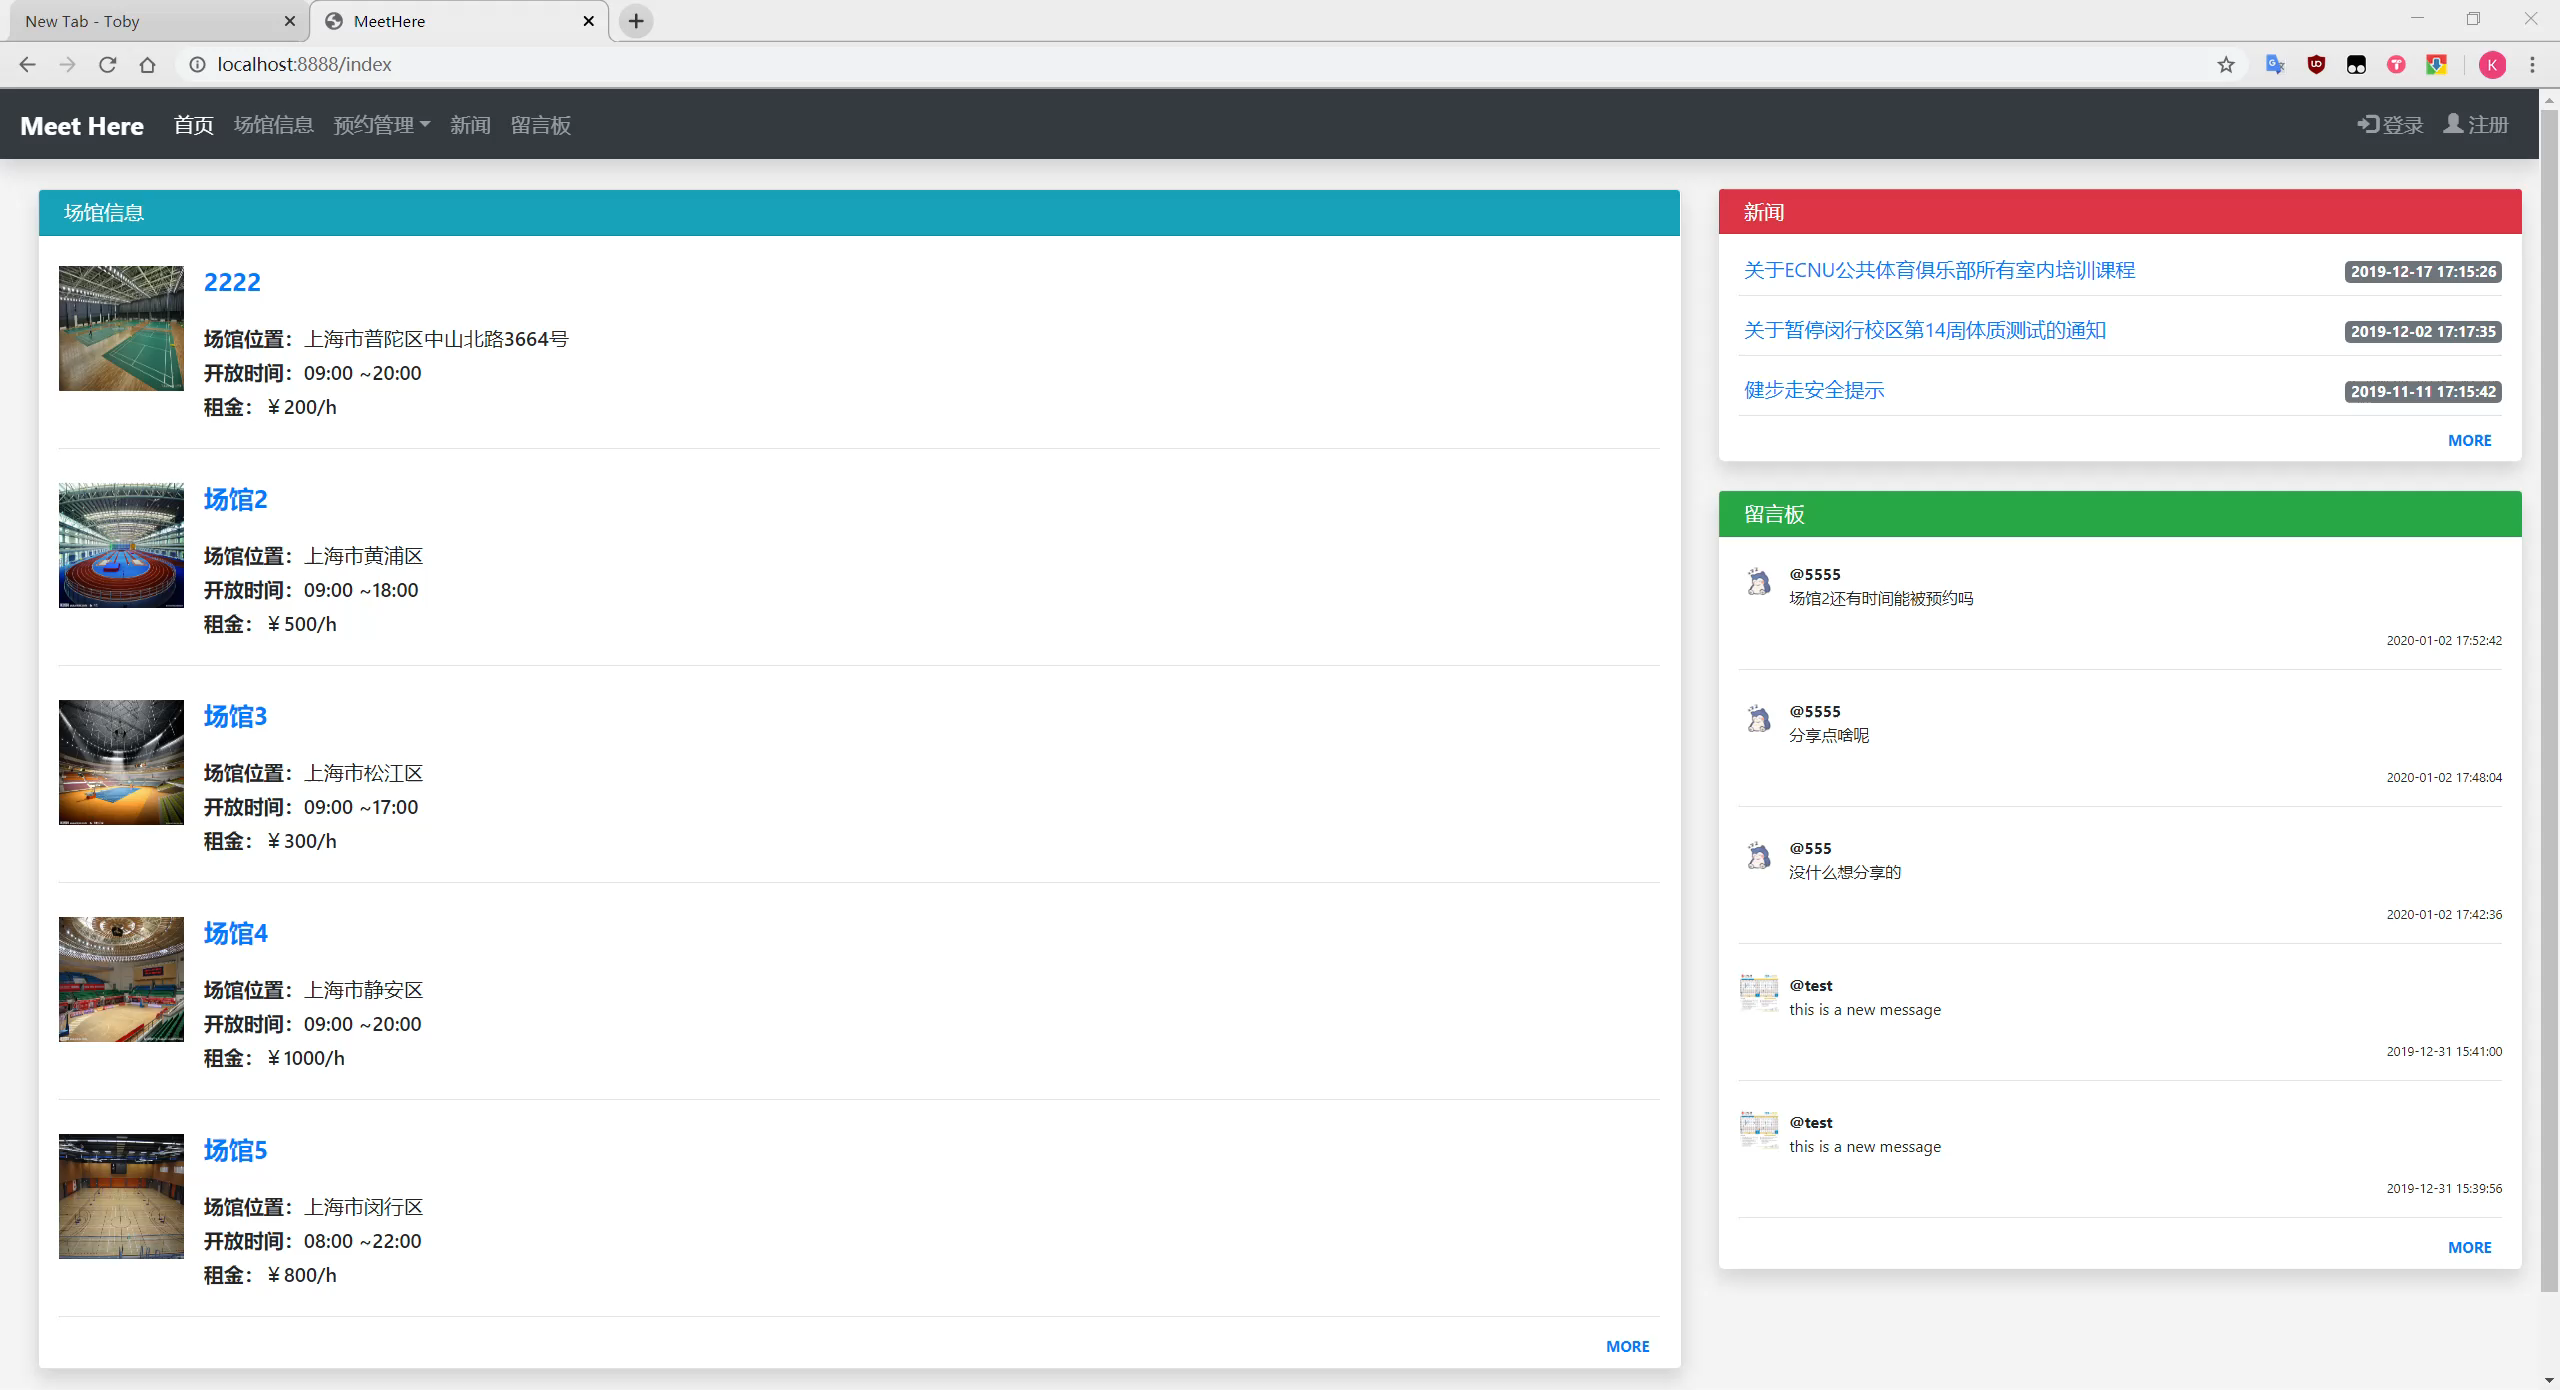 New Tab - Toby
MeetHere
localhost:8888/index
K
Meet Here 首页 场馆信息 预约管理 新闻 留言板
登录 注册
场馆信息
2222
场馆位置：上海市普陀区中山北路3664号
开放时间：09:00 ~20:00
租金：￥200/h
场馆2
场馆位置：上海市黄浦区
开放时间：09:00 ~18:00
租金：￥500/h
场馆3
场馆位置：上海市松江区
开放时间：09:00 ~17:00
租金：￥300/h
场馆4
场馆位置：上海市静安区
开放时间：09:00 ~20:00
租金：￥1000/h
场馆5
场馆位置：上海市闵行区
开放时间：08:00 ~22:00
租金：￥800/h
MORE
新闻
关于ECNU公共体育俱乐部所有室内培训课程 2019-12-17 17:15:26
关于暂停闵行校区第14周体质测试的通知 2019-12-02 17:17:35
健步走安全提示 2019-11-11 17:15:42
MORE
留言板
@5555
场馆2还有时间能被预约吗
2020-01-02 17:52:42
@5555
分享点啥呢
2020-01-02 17:48:04
@555
没什么想分享的
2020-01-02 17:42:36
@test
this is a new message
2019-12-31 15:41:00
@test
this is a new message
2019-12-31 15:39:56
MORE